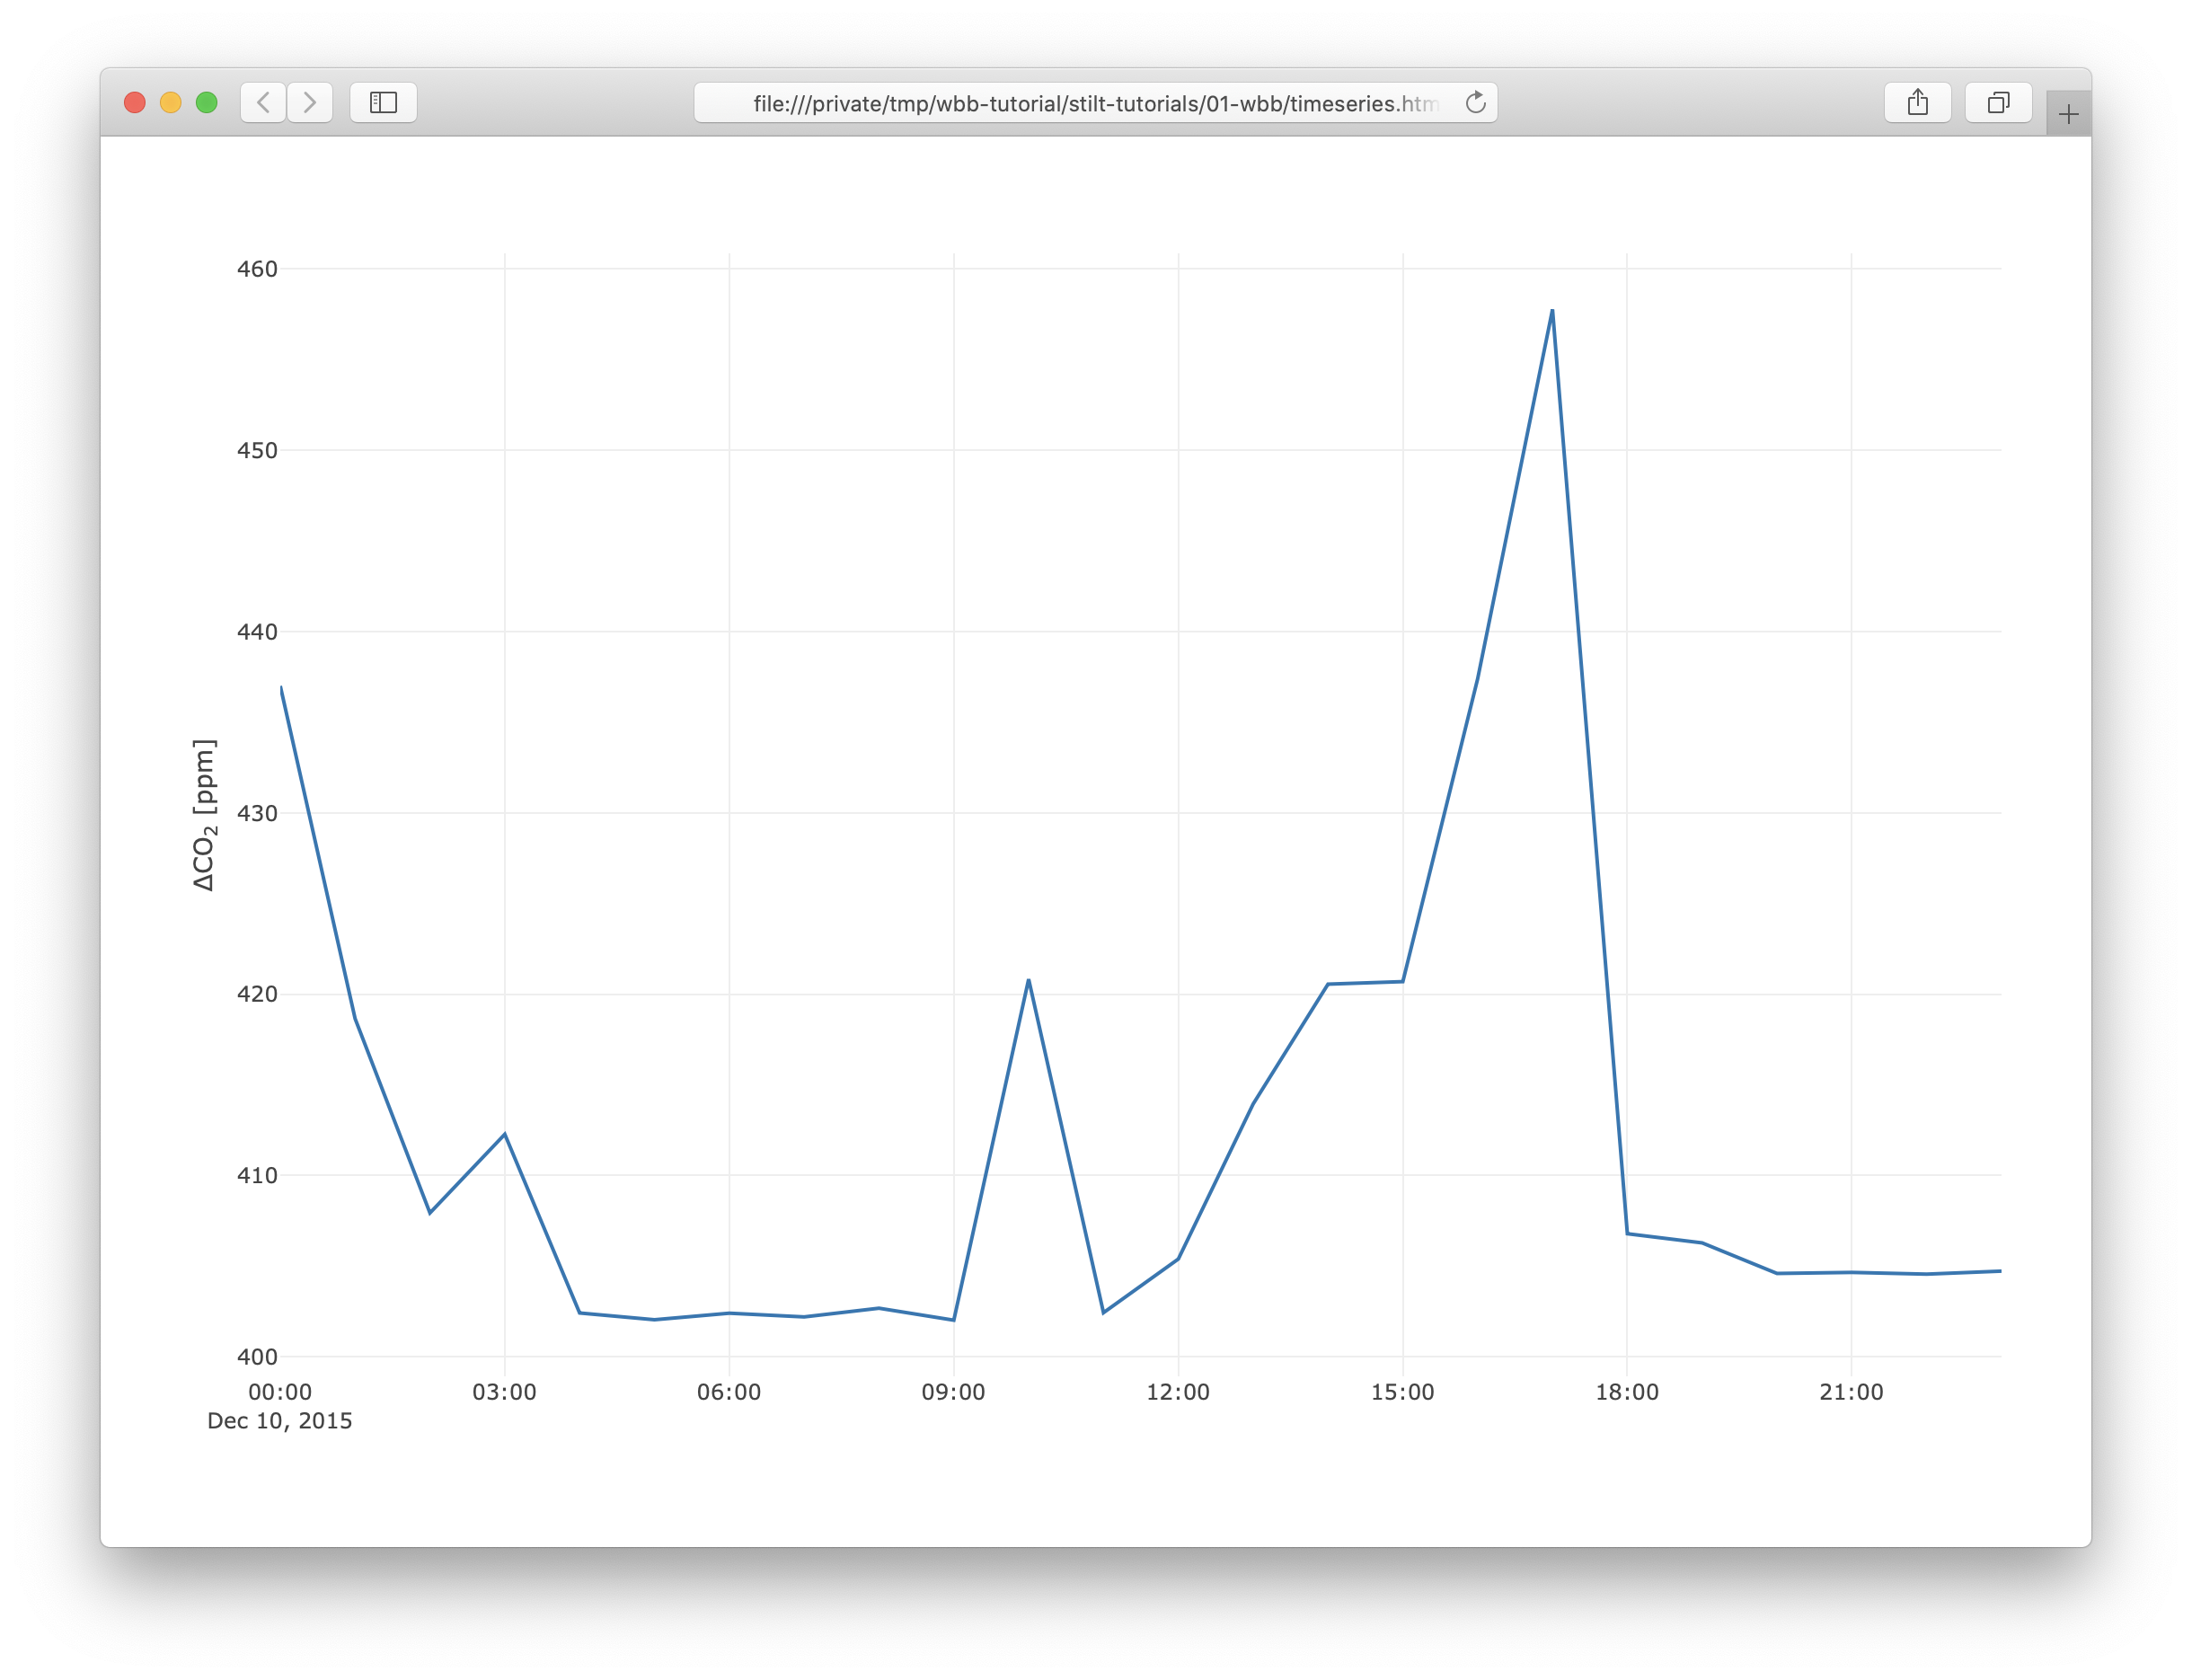 file:///private/tmp/wbb-tutorial/stilt-tutorials/01-wbb/timeseries.htm
460
450
440
430
420
410
400
ΔCO₂ [ppm]
00:00 03:00 06:00 09:00 12:00 15:00 18:00 21:00
Dec 10, 2015